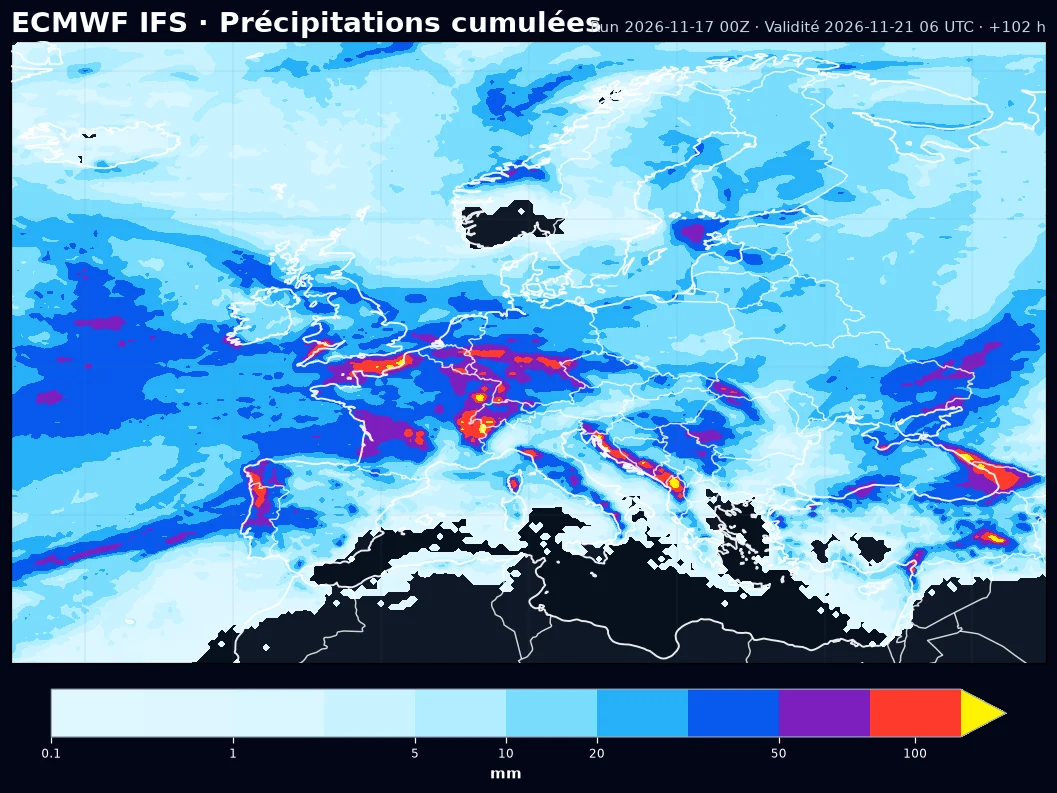 ECMWF IFS · Précipitations cumulées
Run 2026-11-17 00Z · Validité 2026-11-21 06 UTC · +102 h
0.1 1 5 10 20 50 100
mm